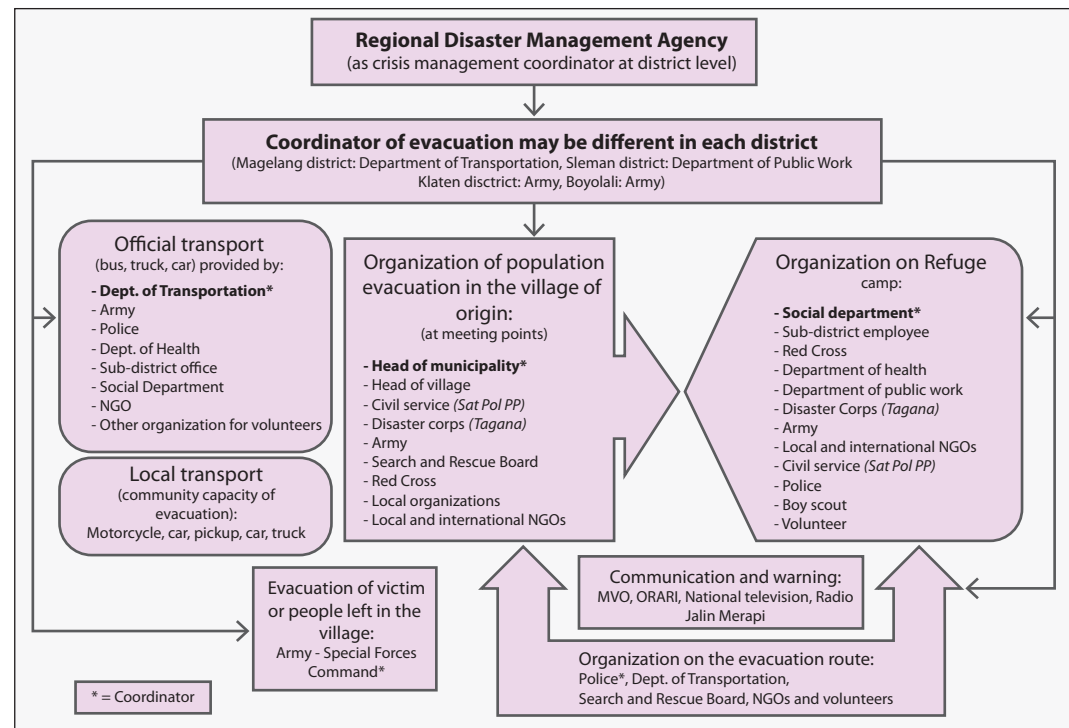 Regional Disaster Management Agency
(as crisis management coordinator at district level)
Coordinator of evacuation may be different in each district
(Magelang district: Department of Transportation, Sleman district: Department of Public Work
Klaten disctrict: Army, Boyolali: Army)
Official transport
(bus, truck, car) provided by:
- Dept. of Transportation*
- Army
- Police
- Dept. of Health
- Sub-district office
- Social Department
- NGO
- Other organization for volunteers
Local transport
(community capacity of
evacuation):
Motorcycle, car, pickup, car, truck
Organization of population
evacuation in the village of
origin:
(at meeting points)
- Head of municipality*
- Head of village
- Civil service (Sat Pol PP)
- Disaster corps (Tagana)
- Army
- Search and Rescue Board
- Red Cross
- Local organizations
- Local and international NGOs
Organization on Refuge
camp:
- Social department*
- Sub-district employee
- Red Cross
- Department of health
- Department of public work
- Disaster Corps (Tagana)
- Army
- Local and international NGOs
- Civil service (Sat Pol PP)
- Police
- Boy scout
- Volunteer
Evacuation of victim
or people left in the
village:
Army - Special Forces
Command*
Communication and warning:
MVO, ORARI, National television, Radio
Jalin Merapi
Organization on the evacuation route:
Police*, Dept. of Transportation,
Search and Rescue Board, NGOs and volunteers
* = Coordinator